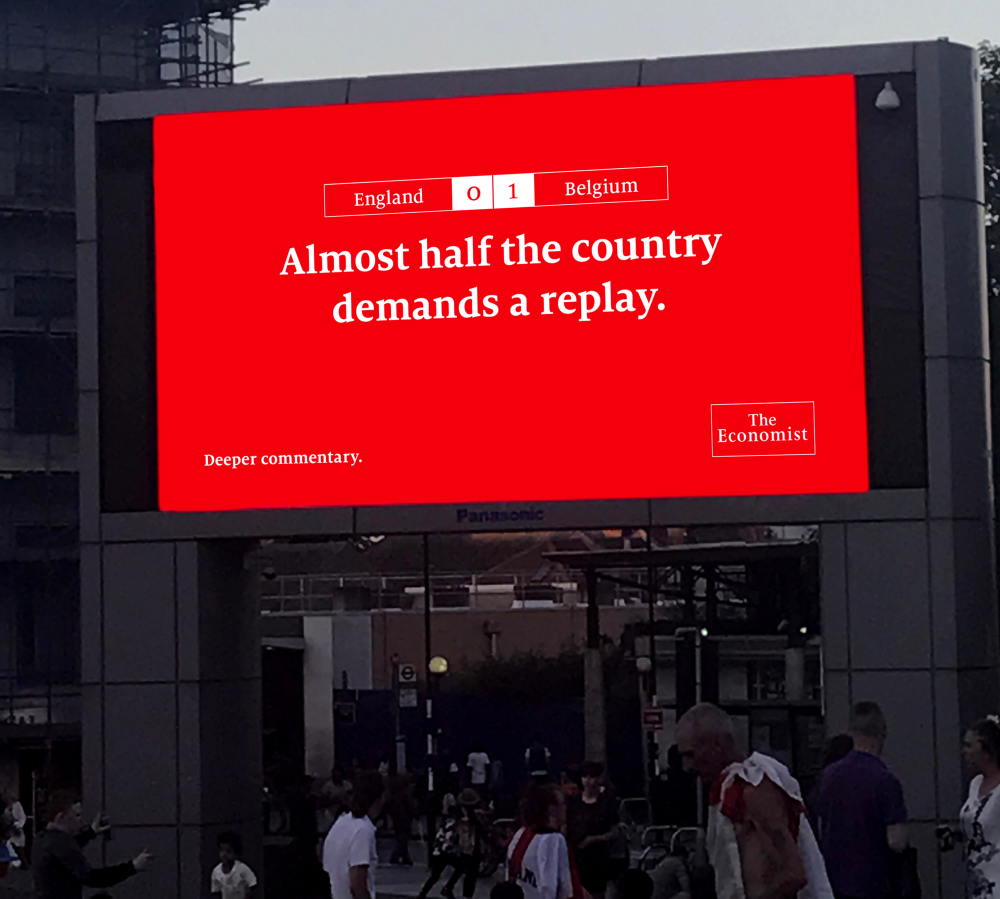 England 0 1 Belgium
Almost half the country
demands a replay.
The
Economist
Deeper commentary.
Panasonic